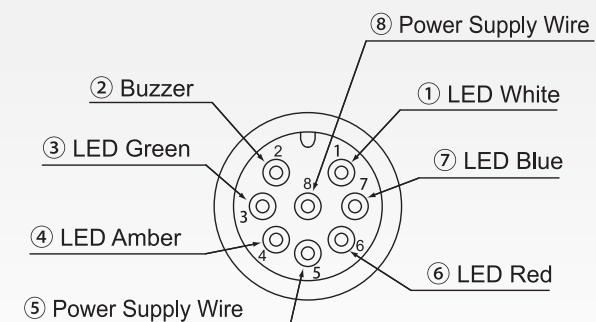 ⑧ Power Supply Wire
② Buzzer
① LED White
③ LED Green
⑦ LED Blue
④ LED Amber
⑥ LED Red
⑤ Power Supply Wire
2
1
8
7
3
4
6
5